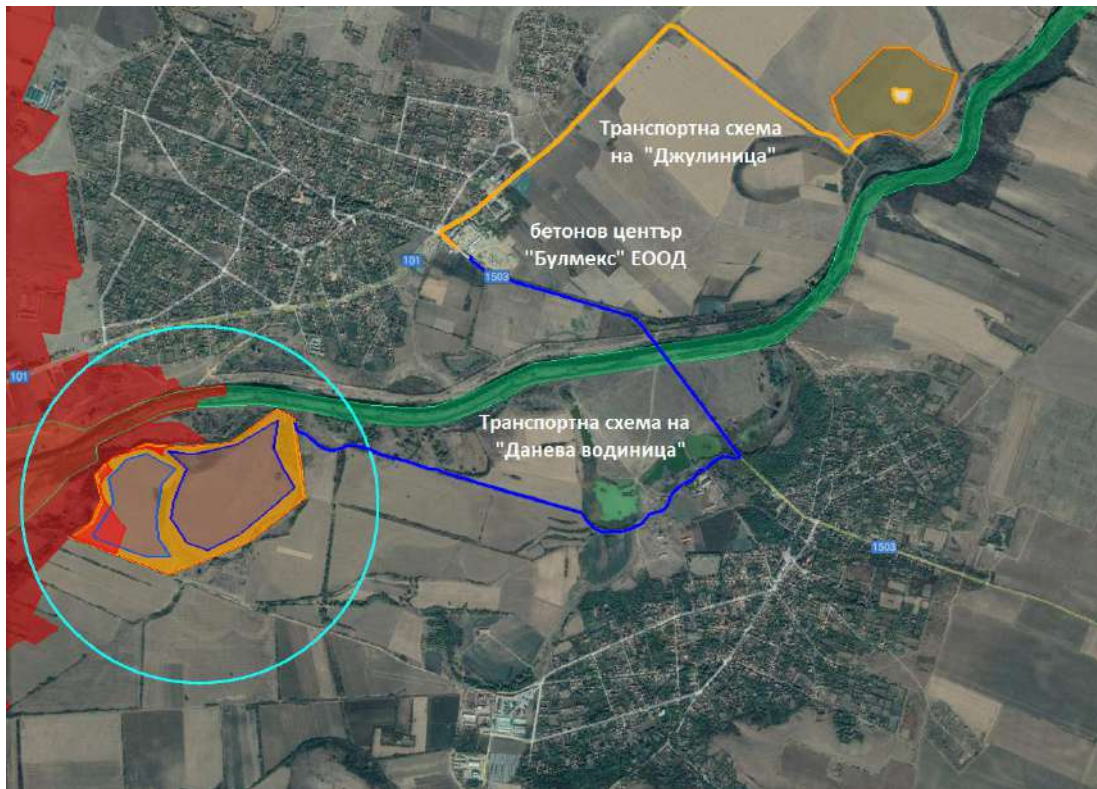 Транспортна схема
на "Джулиница"
бетонов център
"Булмекс" ЕООД
101
1503
101
Транспортна схема на
"Данева водиница"
1503